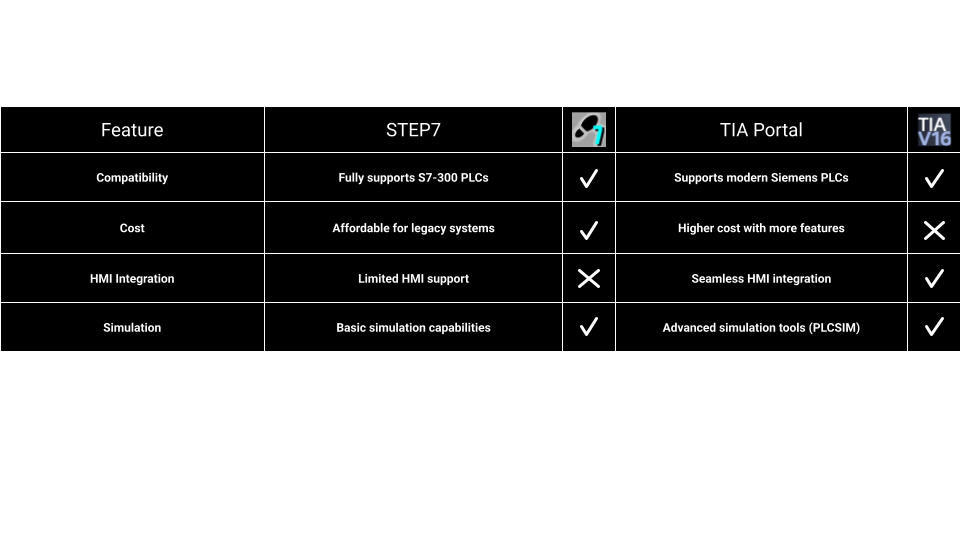 Feature STEP7 7 TIA Portal TIA V16
Compatibility Fully supports S7-300 PLCs Supports modern Siemens PLCs
Cost Affordable for legacy systems Higher cost with more features
HMI Integration Limited HMI support Seamless HMI integration
Simulation Basic simulation capabilities Advanced simulation tools (PLCSIM)